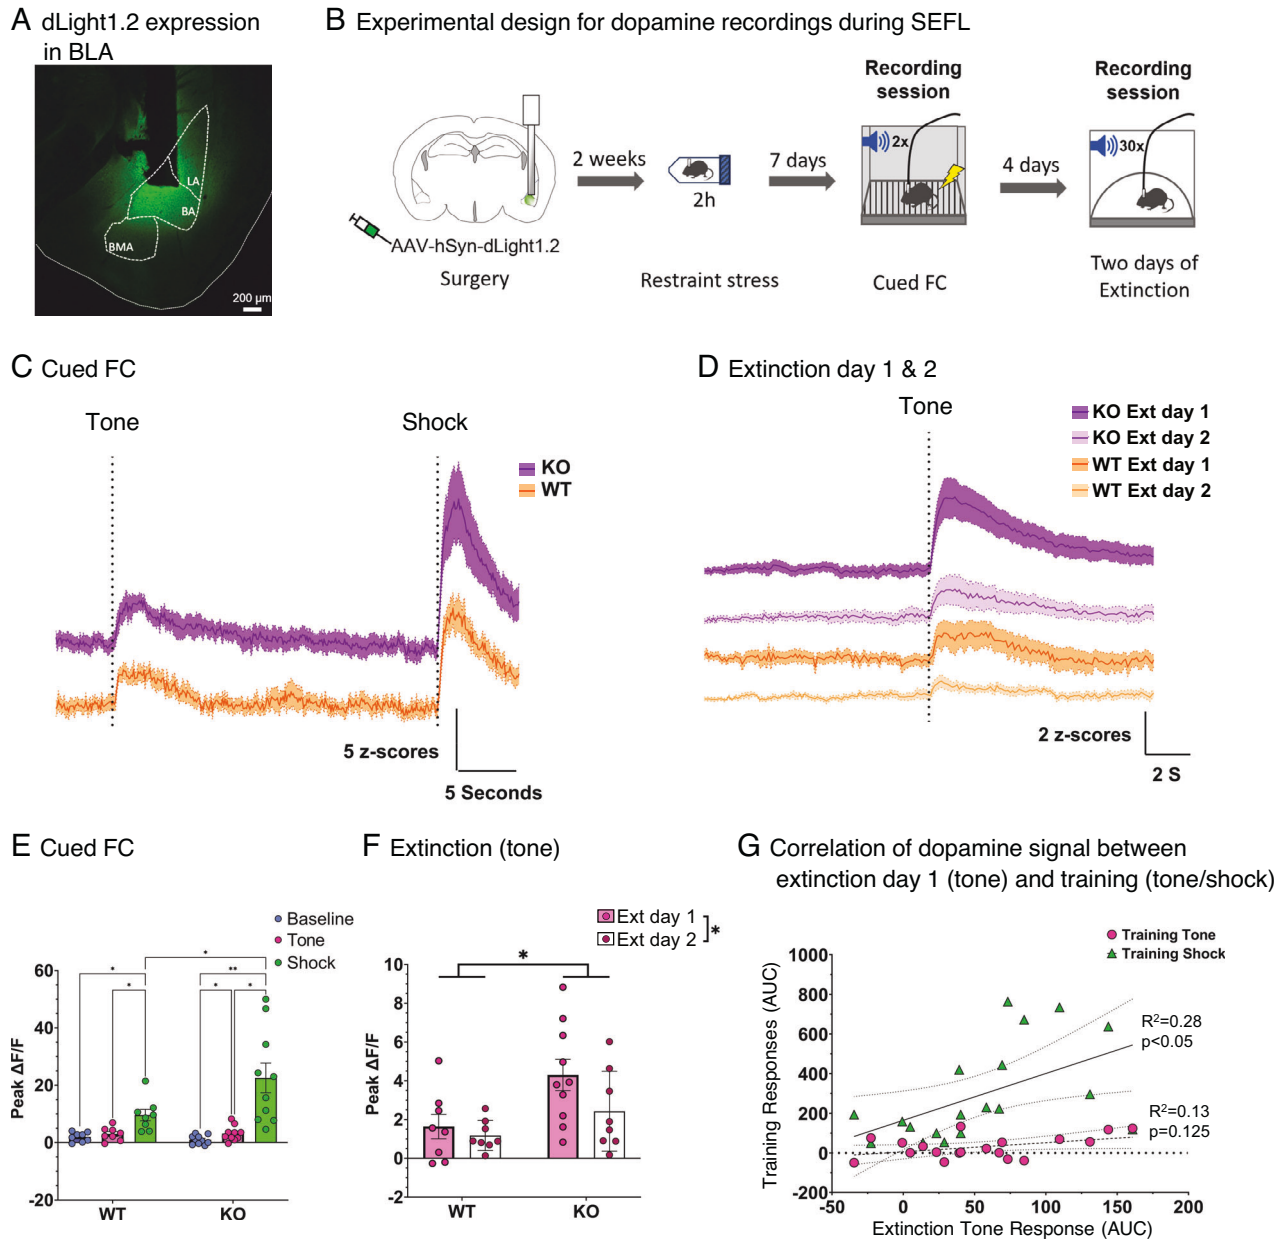 A dLight1.2 expression
in BLA
LA
BA
BMA
200 µm
B Experimental design for dopamine recordings during SEFL
Recording
session
Recording
session
2 weeks
7 days
2x
4 days
30x
2h
AAV-hSyn-dLight1.2
Surgery
Restraint stress
Cued FC
Two days of
Extinction
C Cued FC
Tone
Shock
KO
WT
5 z-scores
5 Seconds
D Extinction day 1 & 2
Tone
KO Ext day 1
KO Ext day 2
WT Ext day 1
WT Ext day 2
2 z-scores
2 S
E Cued FC
Baseline
Tone
Shock
Peak ΔF/F
60
40
20
0
-20
* * * ** * *
WT KO
F Extinction (tone)
Ext day 1
Ext day 2
*
*
Peak ΔF/F
10
8
6
4
2
0
-2
WT KO
G Correlation of dopamine signal between
extinction day 1 (tone) and training (tone/shock)
Training Tone
Training Shock
Training Responses (AUC)
1000
800
600
400
200
0
-200
R²=0.28
p<0.05
R²=0.13
p=0.125
-50 0 50 100 150 200
Extinction Tone Response (AUC)